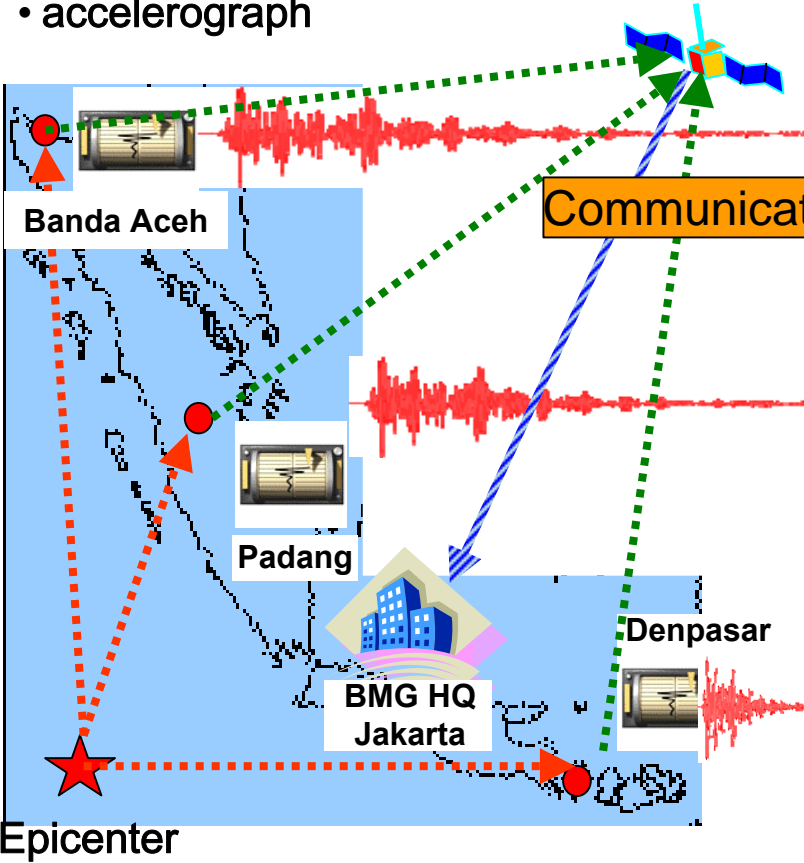 • accelerograph
Banda Aceh
Communicat
Padang
Denpasar
BMG HQ
Jakarta
Epicenter